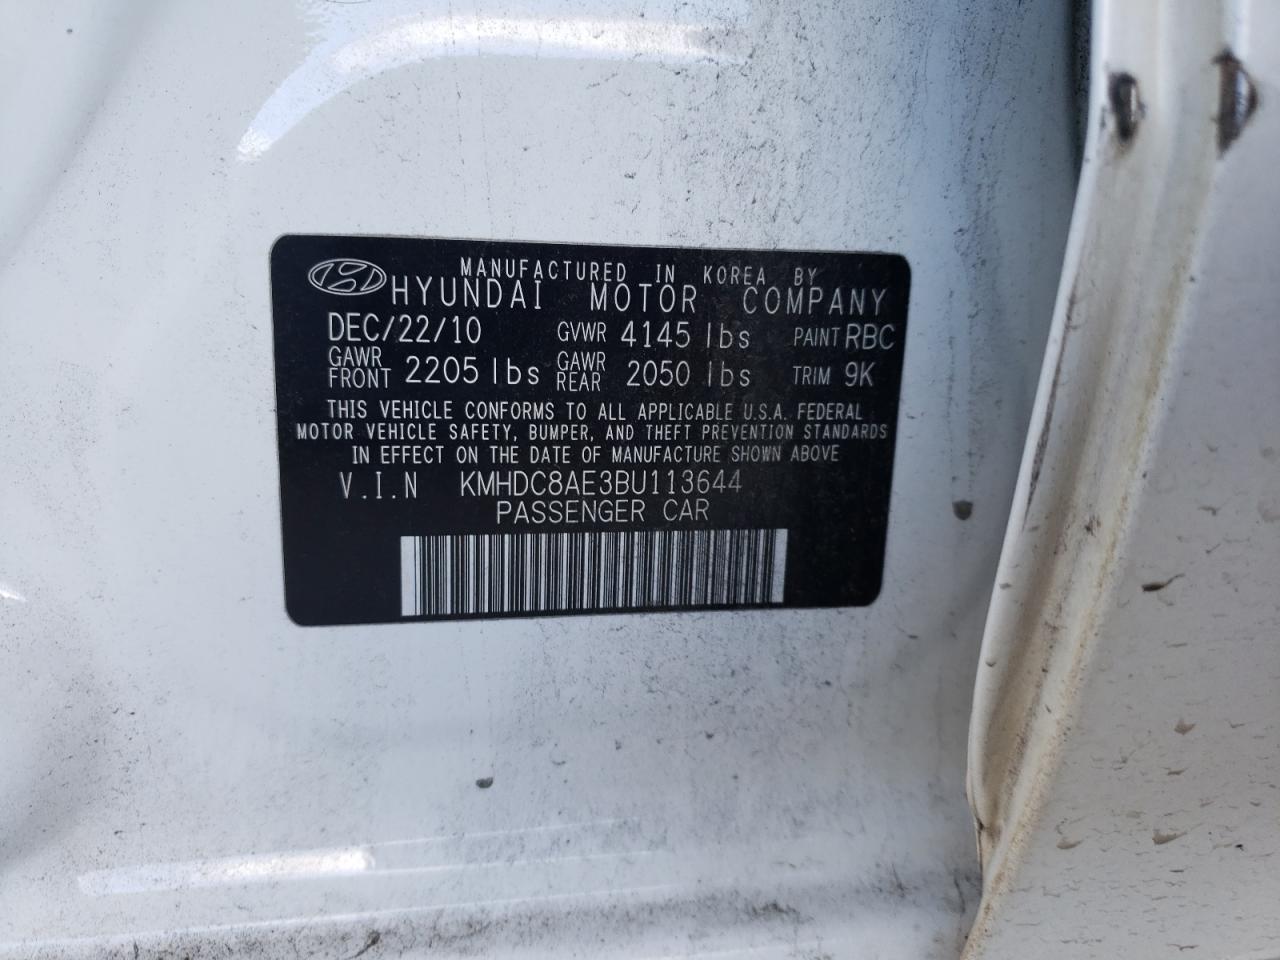 MANUFACTURED IN KOREA BY
HYUNDAI MOTOR COMPANY
DEC/22/10 GVWR 4145 lbs PAINT RBC
GAWR FRONT 2205 lbs GAWR REAR 2050 lbs TRIM 9K
THIS VEHICLE CONFORMS TO ALL APPLICABLE U.S.A. FEDERAL
MOTOR VEHICLE SAFETY, BUMPER, AND THEFT PREVENTION STANDARDS
IN EFFECT ON THE DATE OF MANUFACTURE SHOWN ABOVE
V.I.N KMHDC8AE3BU113644
PASSENGER CAR